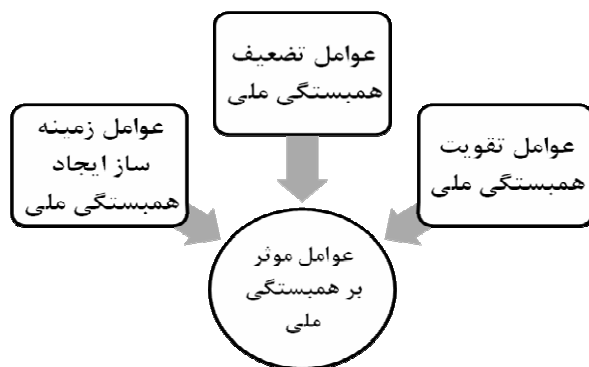 عوامل تضعیف
همبستگی ملی
عوامل تقویت
همبستگی ملی
عوامل زمینه
ساز ایجاد
همبستگی ملی
عوامل موثر
بر همبستگی
ملی